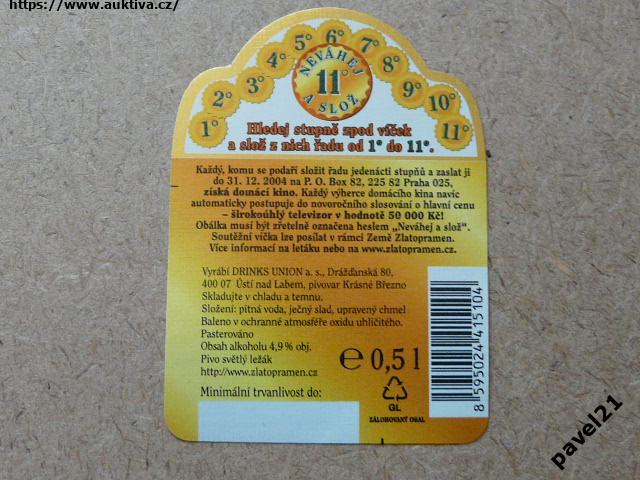 https://www.auktiva.cz/
1° 2° 3° 4° 5° 6° 7° 8° 9° 10° 11°
NEVÁHEJ
11°
A SLOŽ
Hledej stupně zpod víček
a slož z nich řadu od 1° do 11°.
Každý, komu se podaří složit řadu jedenácti stupňů a zaslat ji
do 31. 12. 2004 na P. O. Box 82, 225 82 Praha 025,
získá domácí kino. Každý výherce domácího kina navíc
automaticky postupuje do novoročního slosování o hlavní cenu
– širokoúhlý televizor v hodnotě 50 000 Kč!
Obálka musí být zřetelně označena heslem „Neváhej a slož".
Soutěžní víčka lze posílat v rámci Země Zlatopramen.
Více informací na letáku nebo na www.zlatopramen.cz.
Vyrábí DRINKS UNION a. s., Drážďanská 80,
400 07 Ústí nad Labem, pivovar Krásné Březno
Skladujte v chladu a temnu.
Složení: pitná voda, ječný slad, upravený chmel
Baleno v ochranné atmosféře oxidu uhličitého.
Pasterováno
Obsah alkoholu 4,9 % obj.
Pivo světlý ležák
http://www.zlatopramen.cz
Minimální trvanlivost do:
e 0,5 l
GL
ZÁLOHOVANÝ OBAL
8 595024 415104
pavel21